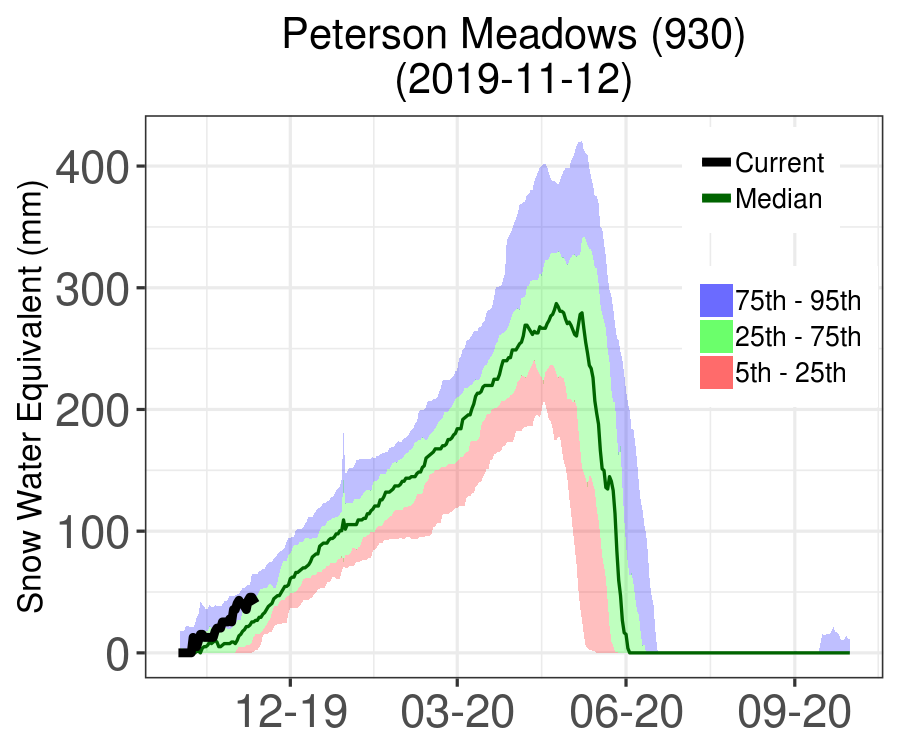 Peterson Meadows (930)
(2019-11-12)
Snow Water Equivalent (mm)
400
300
200
100
0
Current
Median
75th - 95th
25th - 75th
5th - 25th
12-19
03-20
06-20
09-20